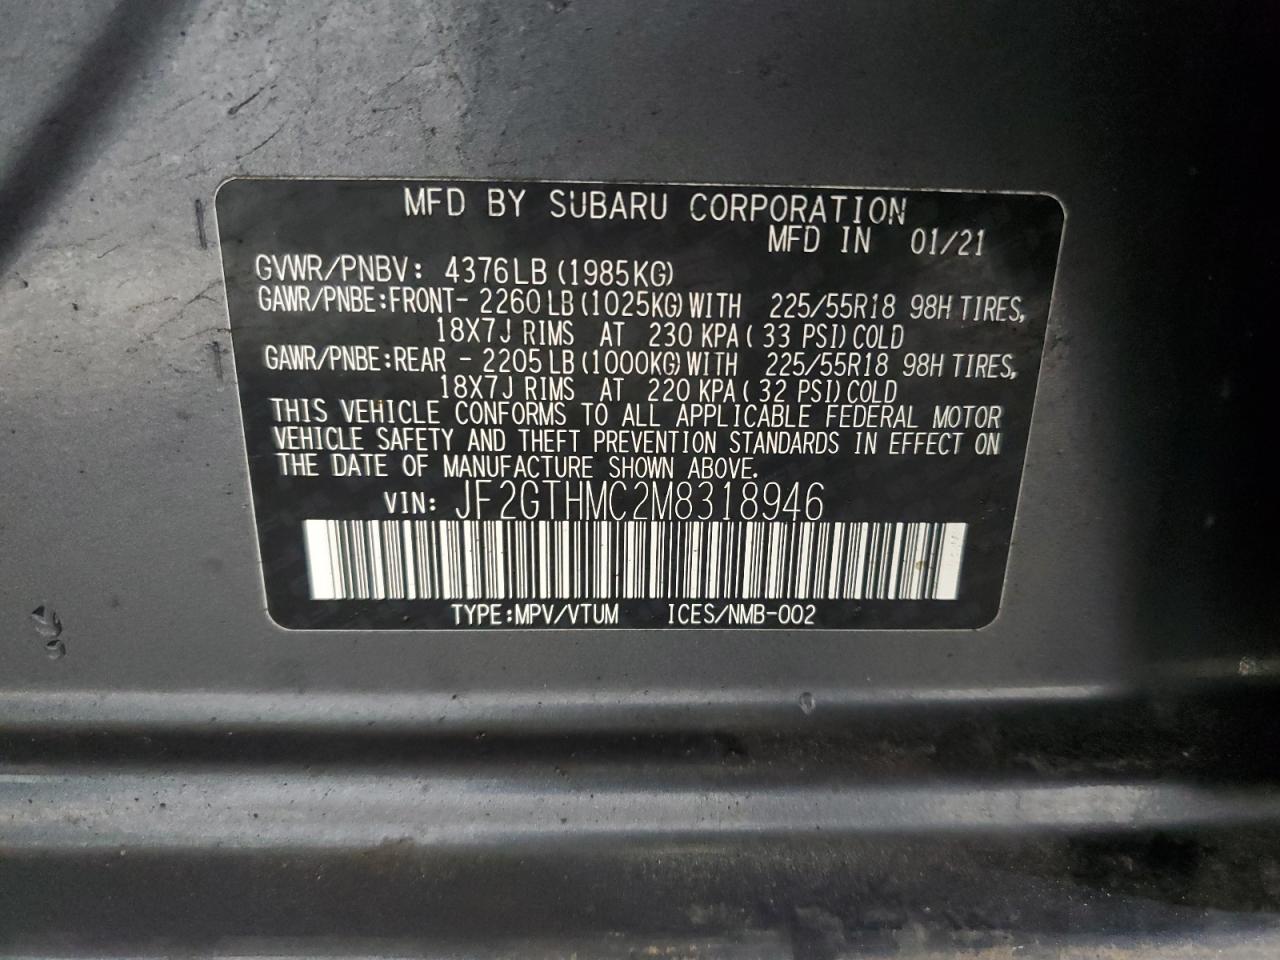 MFD BY SUBARU CORPORATION
MFD IN 01/21
GVWR/PNBV: 4376LB (1985KG)
GAWR/PNBE:FRONT- 2260LB (1025KG)WITH 225/55R18 98H TIRES,
18X7J RIMS AT 230 KPA( 33 PSI)COLD
GAWR/PNBE:REAR - 2205LB (1000KG)WITH 225/55R18 98H TIRES,
18X7J RIMS AT 220 KPA( 32 PSI)COLD
THIS VEHICLE CONFORMS TO ALL APPLICABLE FEDERAL MOTOR
VEHICLE SAFETY AND THEFT PREVENTION STANDARDS IN EFFECT ON
THE DATE OF MANUFACTURE SHOWN ABOVE.
VIN: JF2GTHMC2M8318946
TYPE:MPV/VTUM ICES/NMB-002